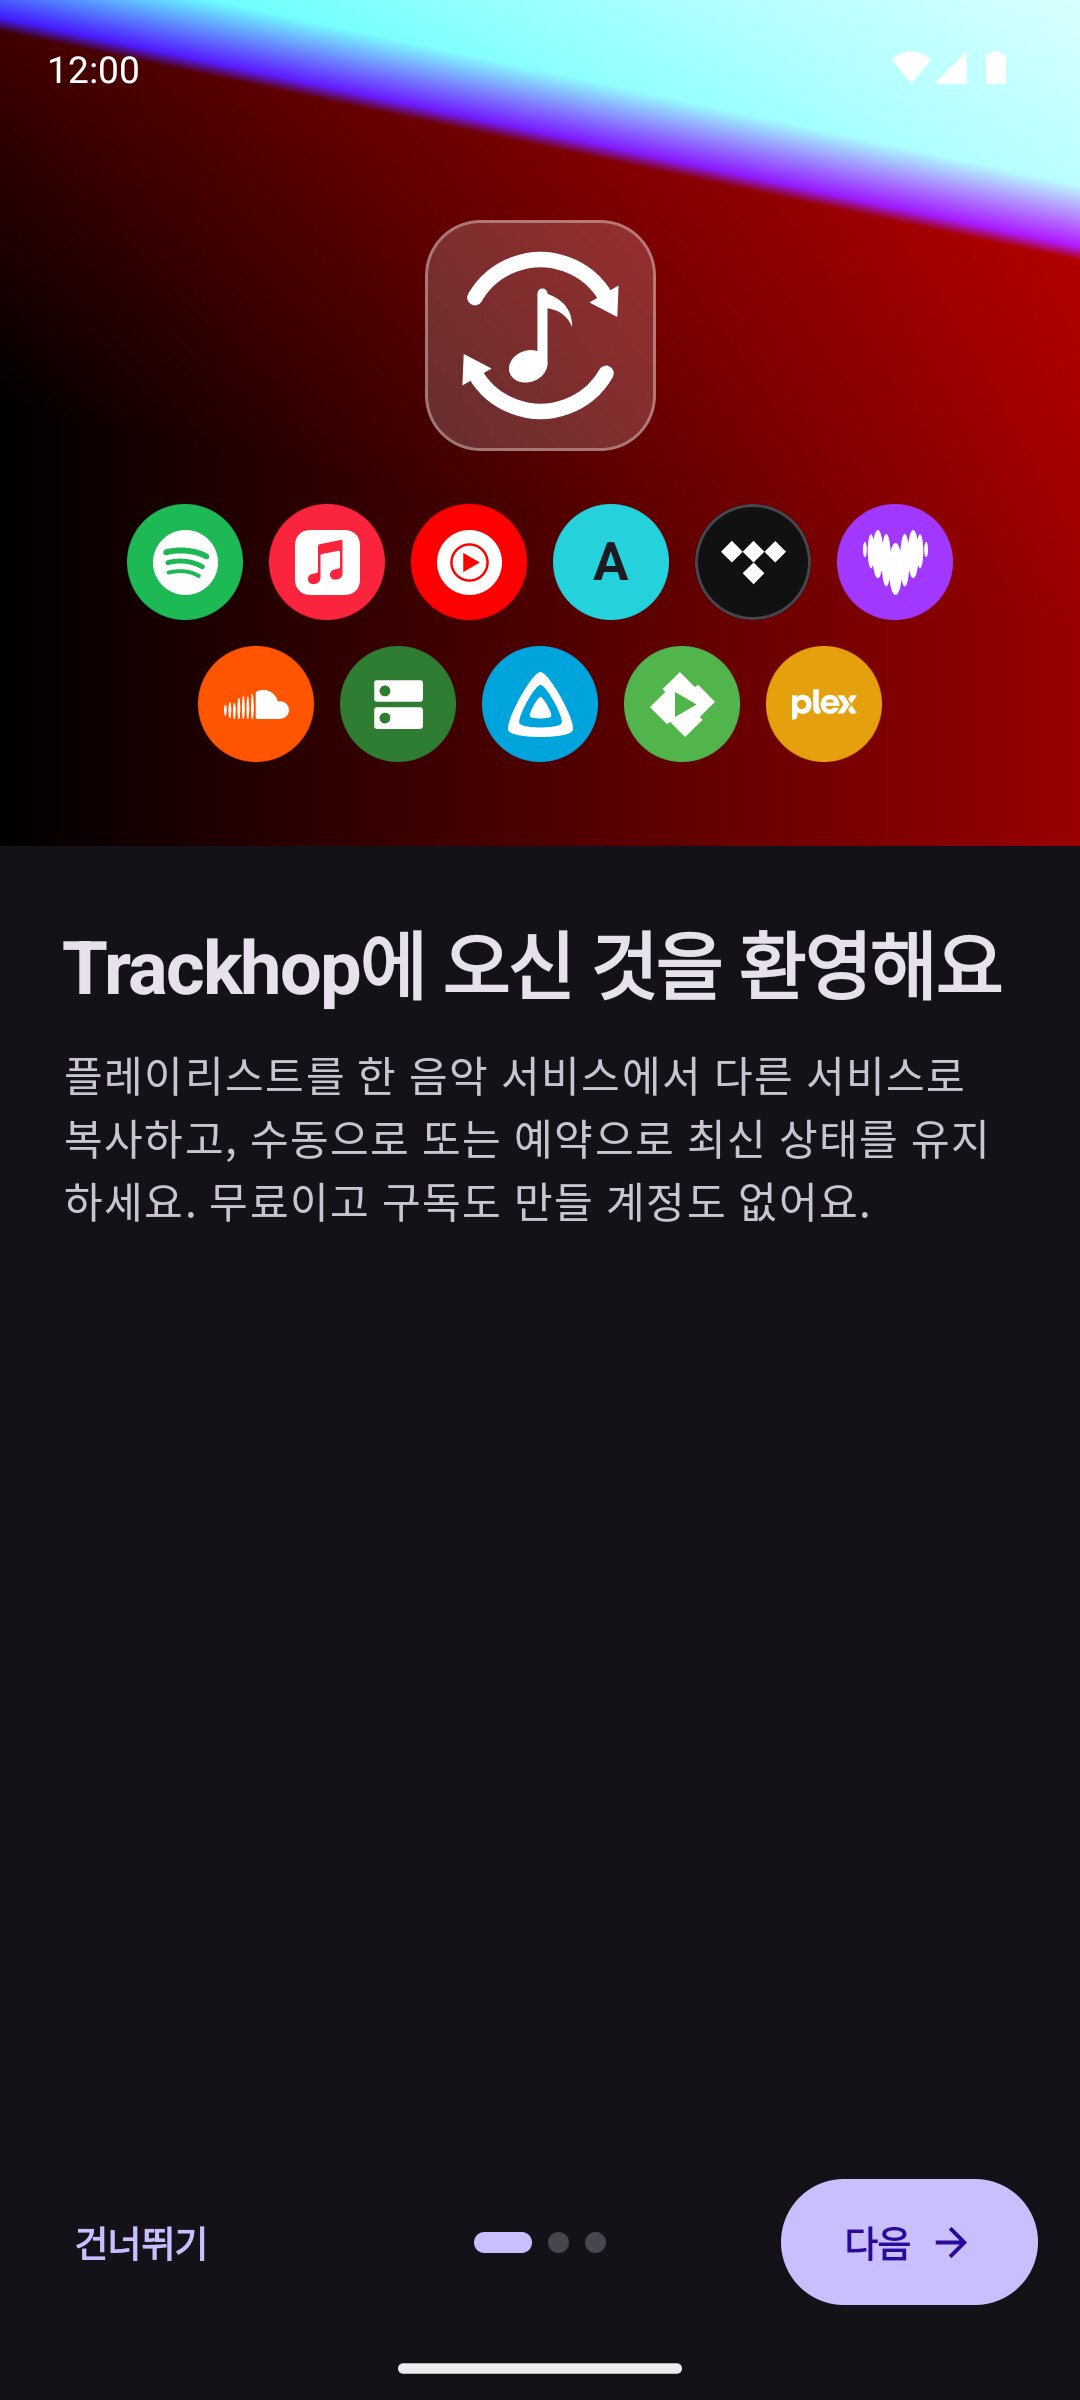 12:00
A
plex
Trackhop에 오신 것을 환영해요
플레이리스트를 한 음악 서비스에서 다른 서비스로
복사하고, 수동으로 또는 예약으로 최신 상태를 유지
하세요. 무료이고 구독도 만들 계정도 없어요.
건너뛰기
다음